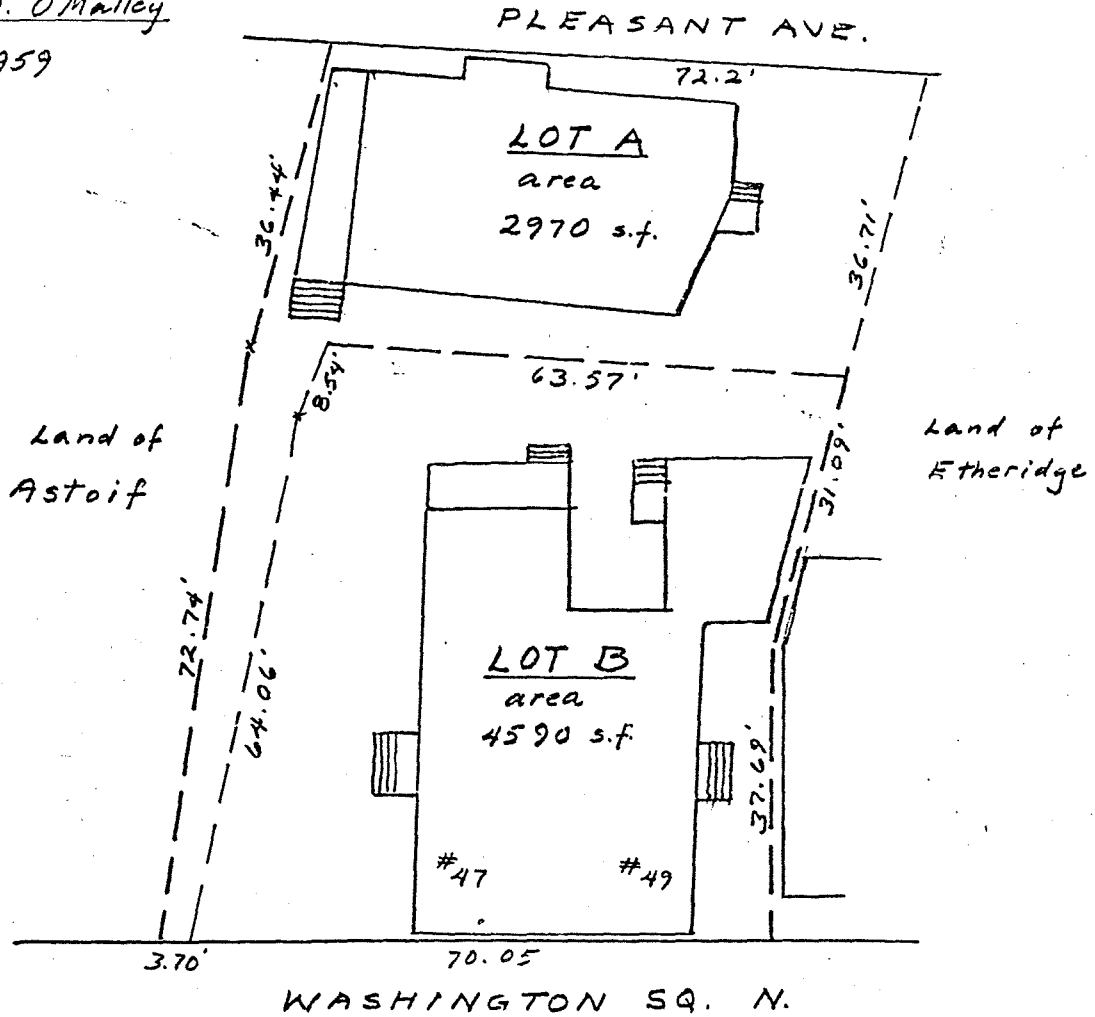 O'Malley
959
PLEASANT AVE.
72.2'
LOT A
area
2970 s.f.
36.44'
36.71'
63.57'
8.54'
Land of
Astoif
Land of
Etheridge
31.09'
72.74'
64.06'
LOT B
area
4590 s.f.
37.69'
#47
#49
3.70'
70.05
WASHINGTON SQ. N.